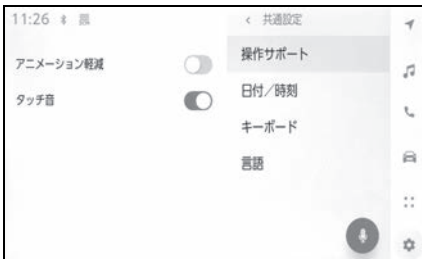 11:26
アニメーション軽減
タッチ音
< 共通設定
操作サポート
日付／時刻
キーボード
言語